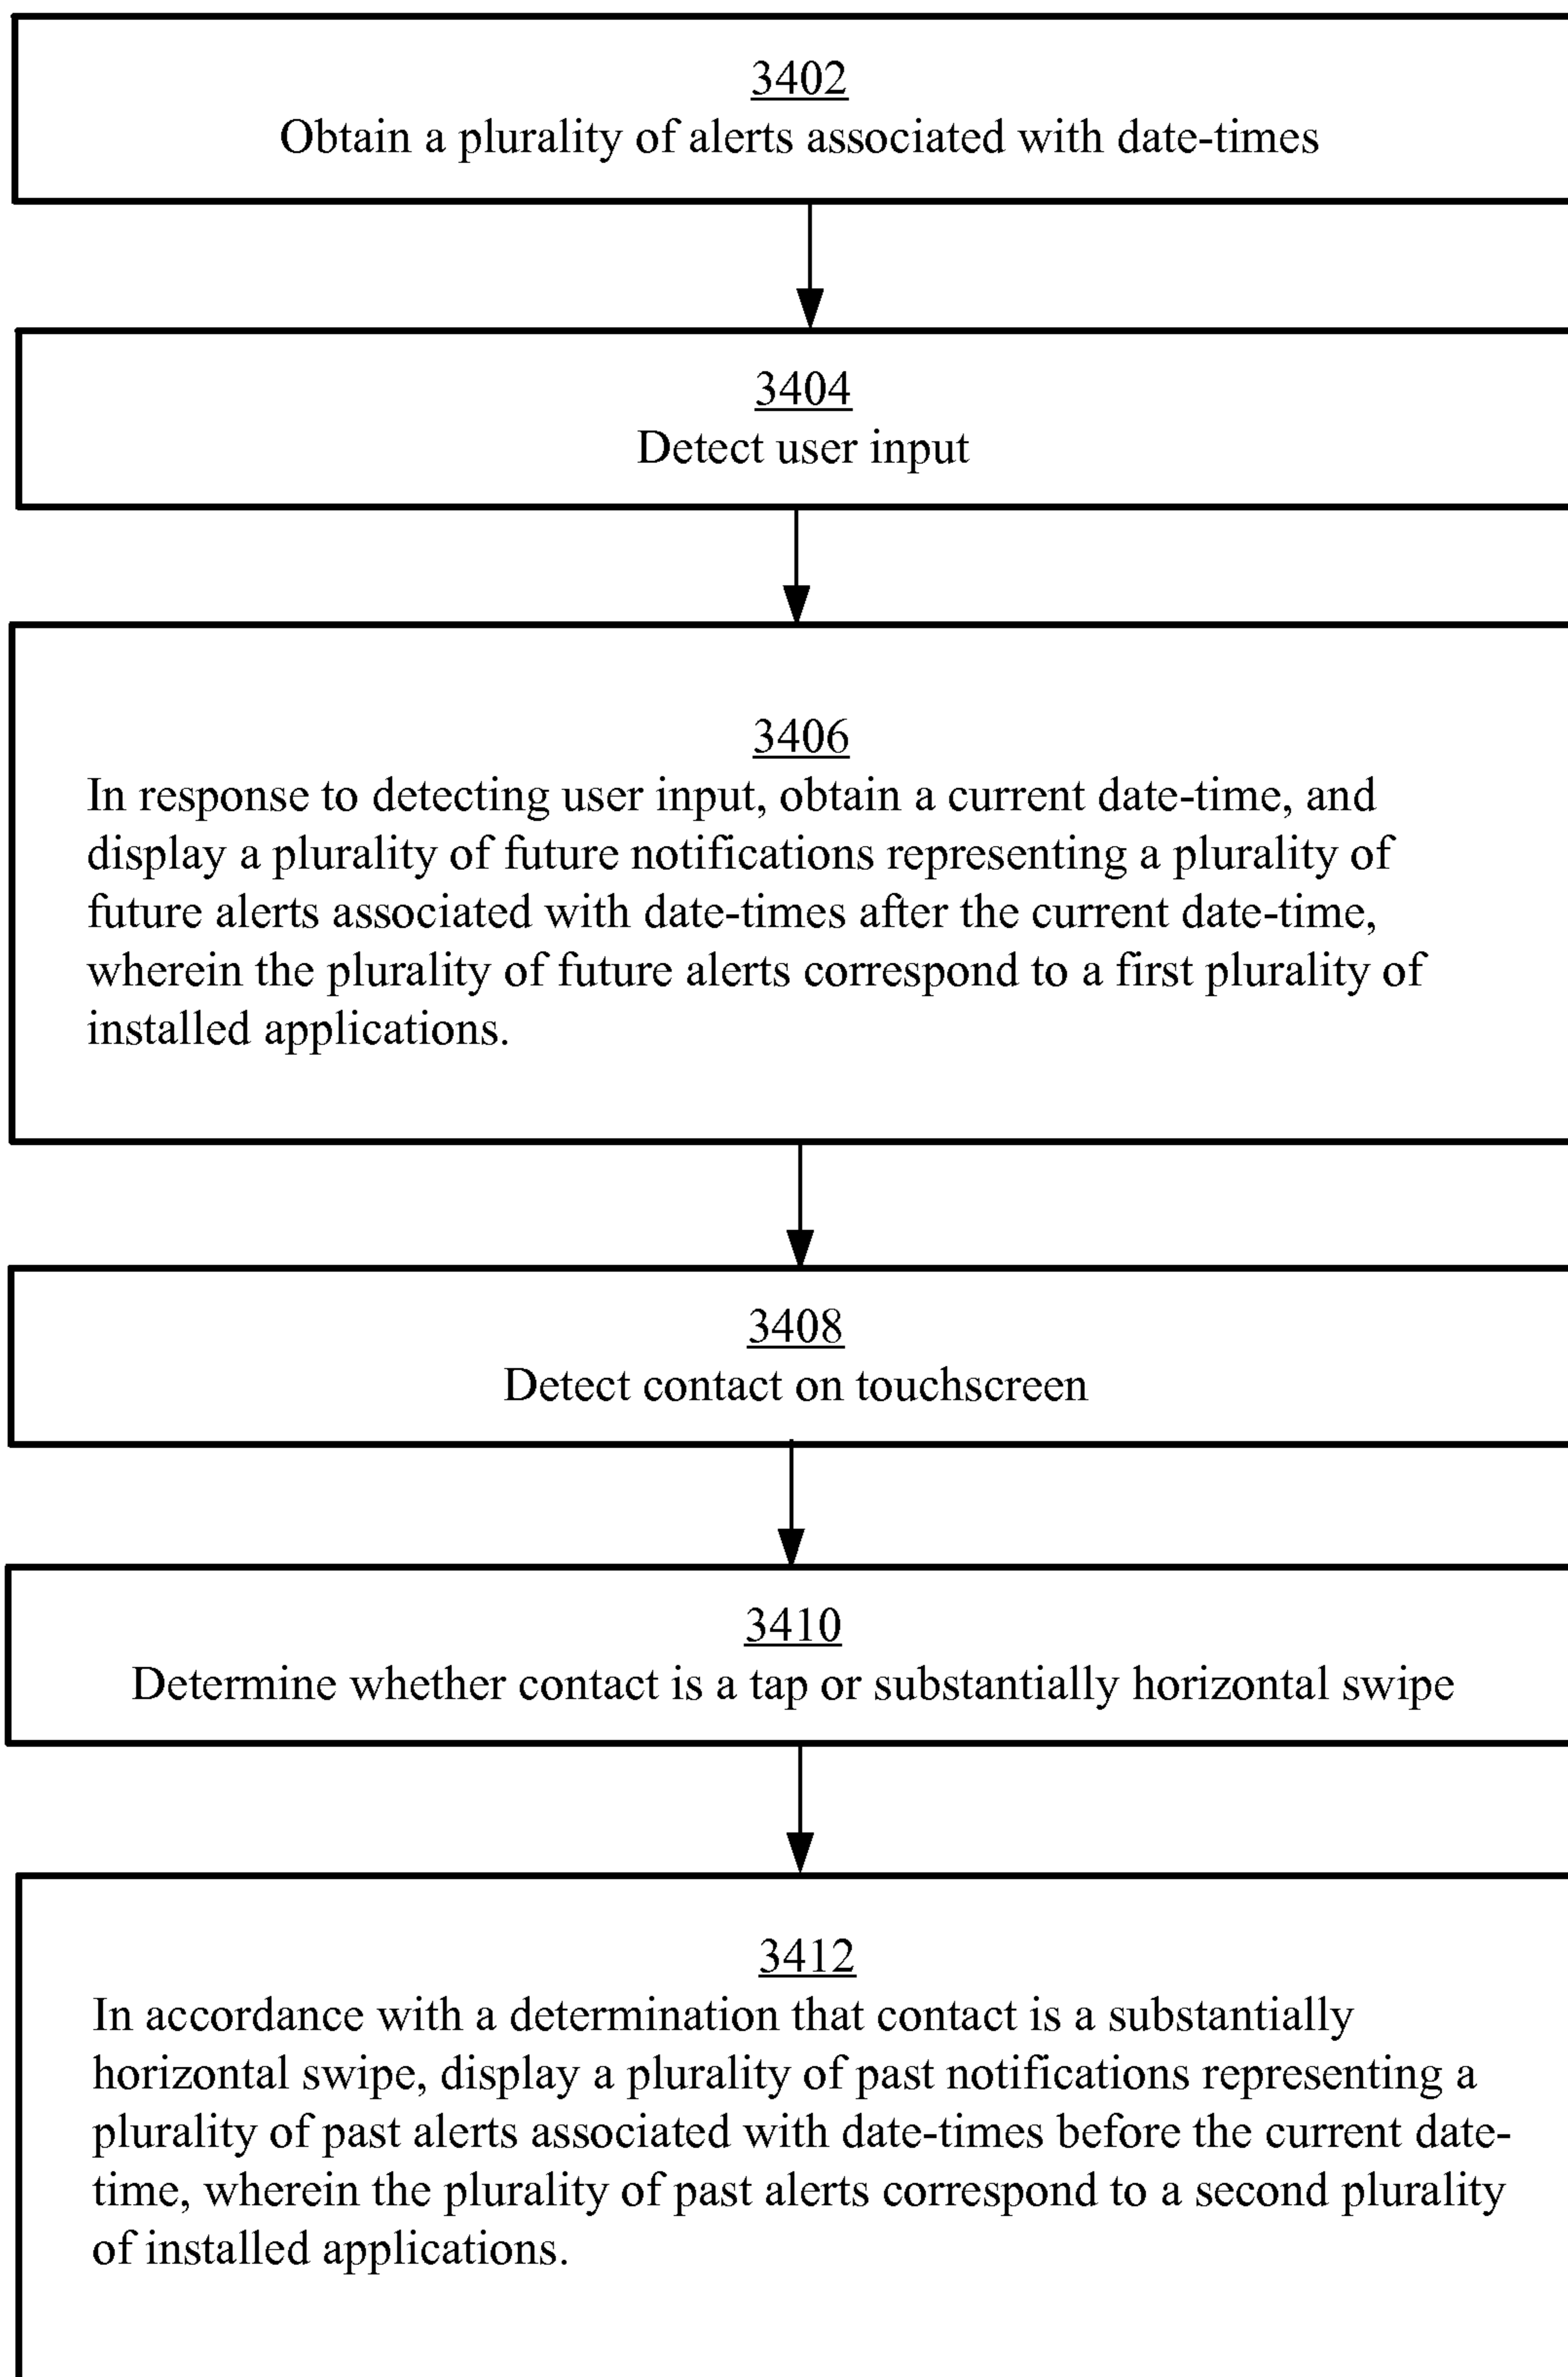 3402
Obtain a plurality of alerts associated with date-times
3404
Detect user input
3406
In response to detecting user input, obtain a current date-time, and
display a plurality of future notifications representing a plurality of
future alerts associated with date-times after the current date-time,
wherein the plurality of future alerts correspond to a first plurality of
installed applications.
3408
Detect contact on touchscreen
3410
Determine whether contact is a tap or substantially horizontal swipe
3412
In accordance with a determination that contact is a substantially
horizontal swipe, display a plurality of past notifications representing a
plurality of past alerts associated with date-times before the current date-
time, wherein the plurality of past alerts correspond to a second plurality
of installed applications.